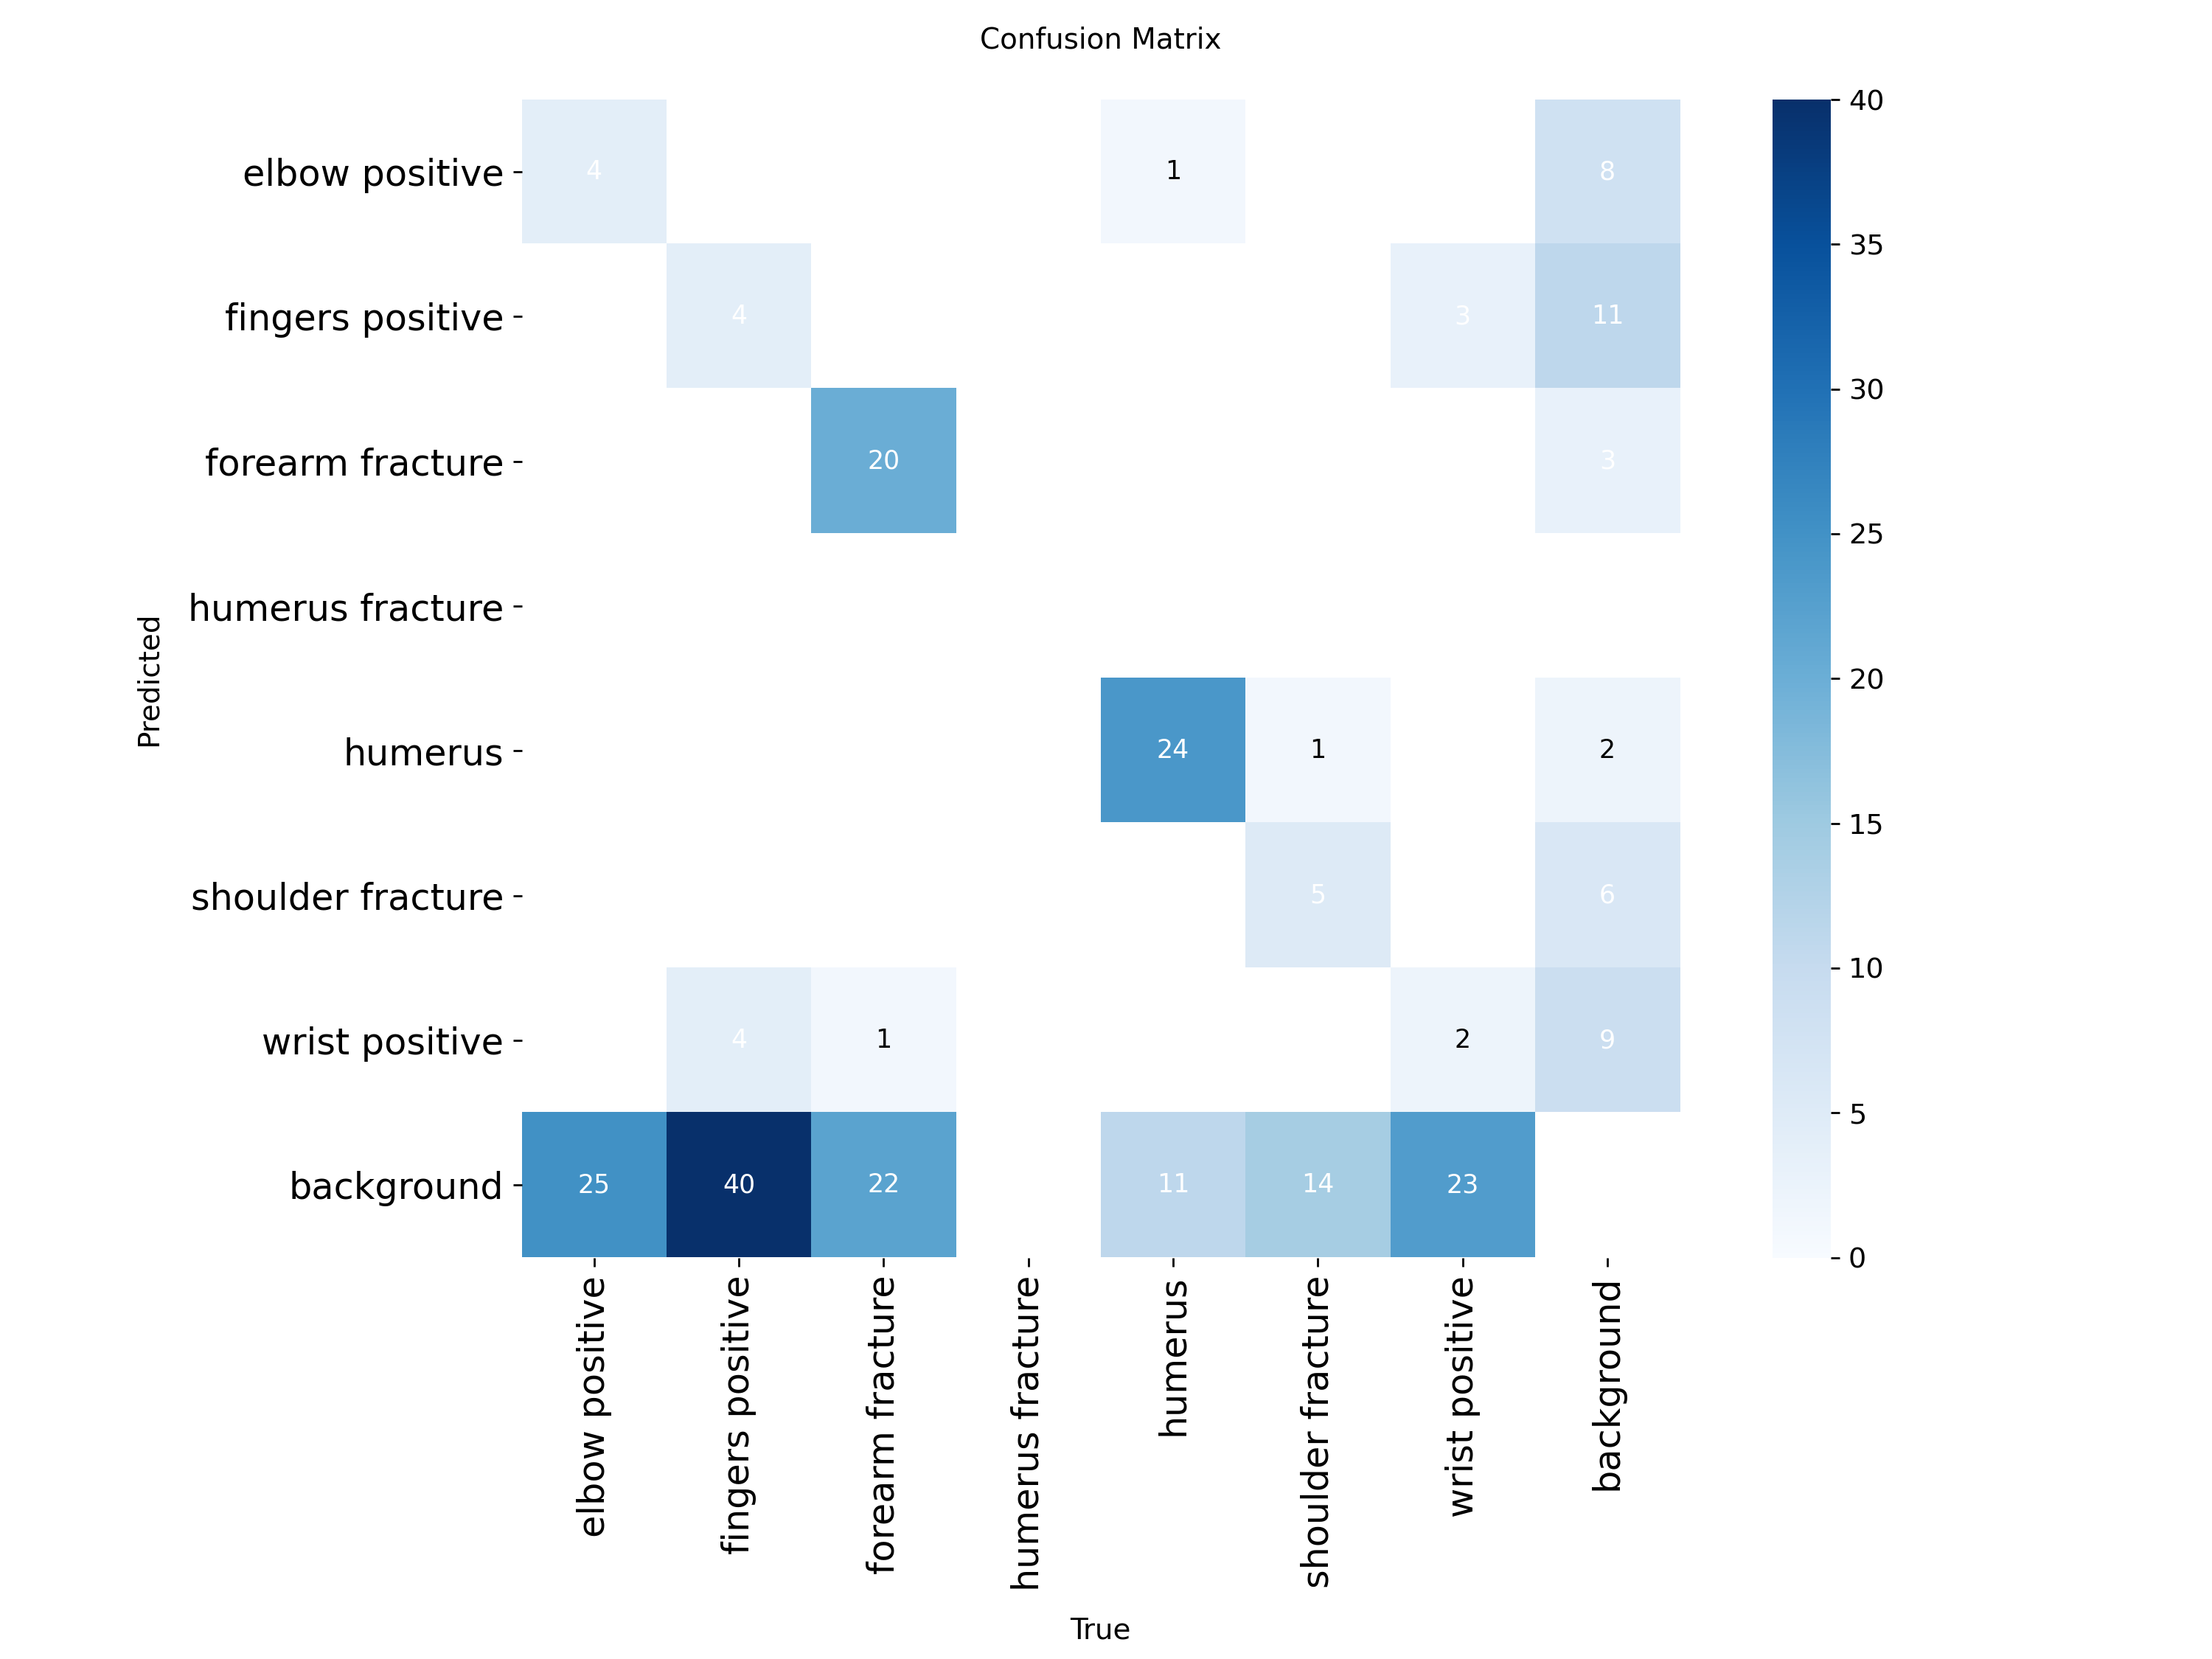 Confusion Matrix
elbow positive
4
1
8
fingers positive
4
3
11
forearm fracture
20
3
humerus fracture
humerus
24
1
2
shoulder fracture
5
6
wrist positive
4
1
2
9
background
25
40
22
11
14
23
Predicted
elbow positive
fingers positive
forearm fracture
humerus fracture
humerus
shoulder fracture
wrist positive
background
True
40
35
30
25
20
15
10
5
0